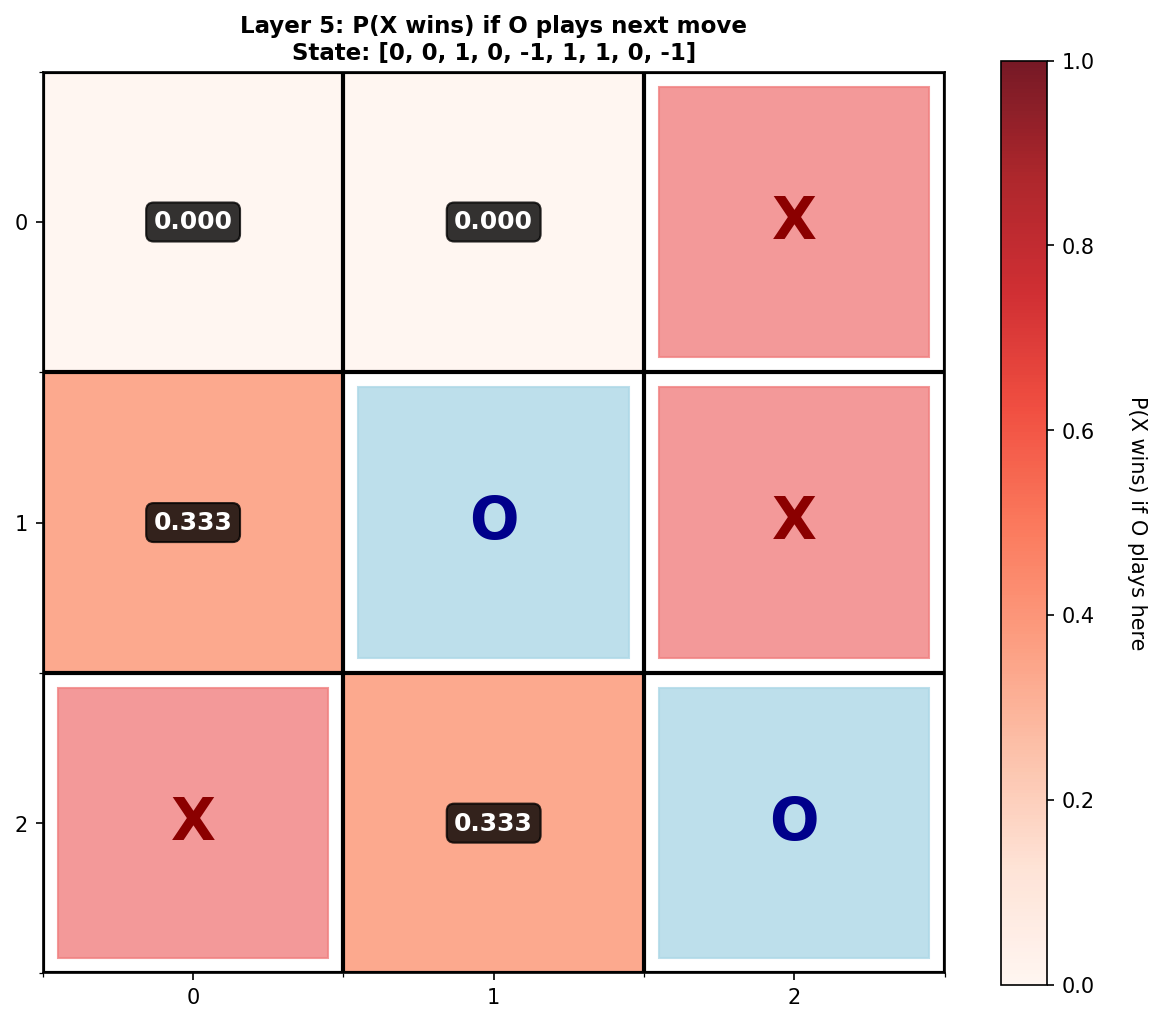 Layer 5: P(X wins) if O plays next move
State: [0, 0, 1, 0, -1, 1, 1, 0, -1]
0
0.000
0.000
X
1
0.333
O
X
2
X
0.333
O
0
1
2
1.0
0.8
0.6
0.4
0.2
0.0
P(X wins) if O plays here